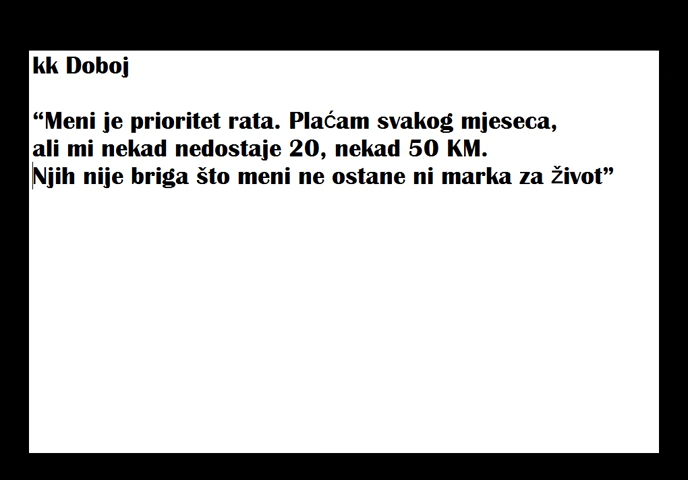 kk Doboj
“Meni je prioritet rata. Plaćam svakog mjeseca,
ali mi nekad nedostaje 20, nekad 50 KM.
Njih nije briga što meni ne ostane ni marka za život”